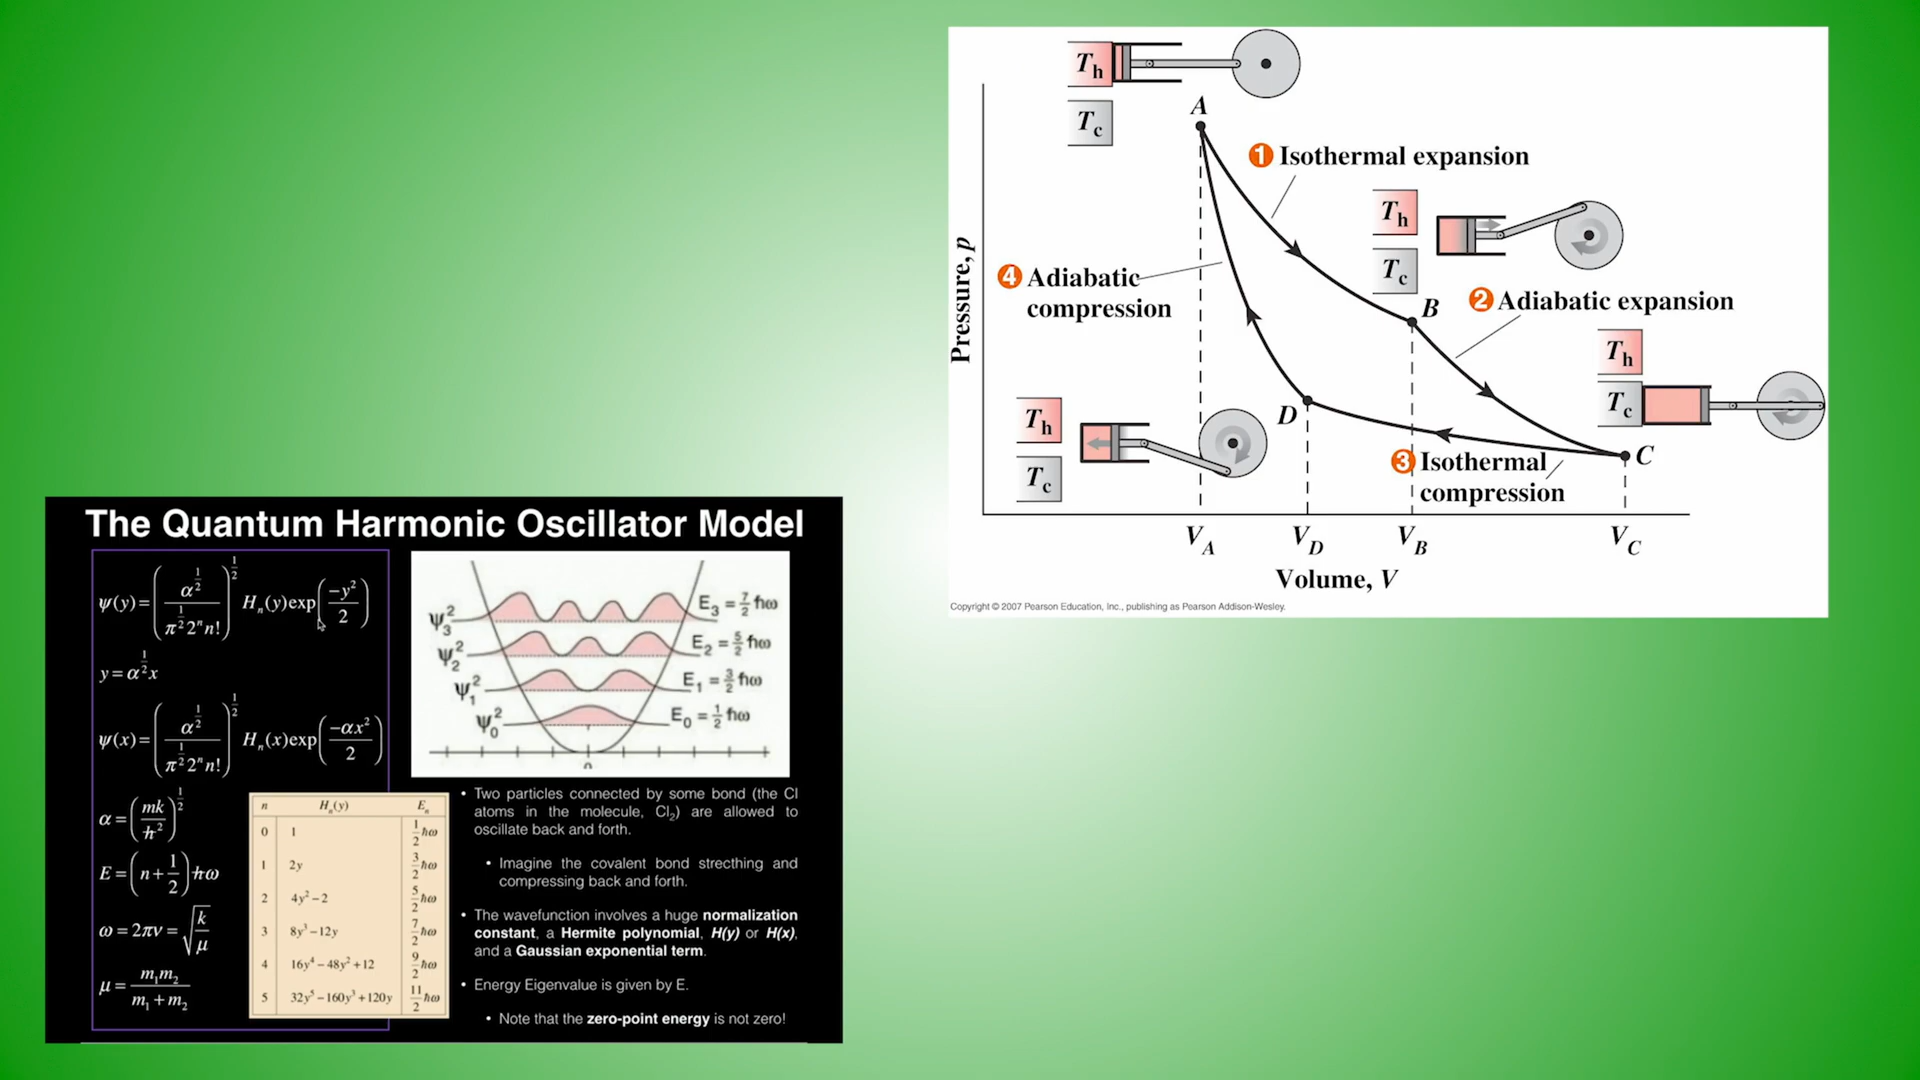 T_h
T_c
A
❶ Isothermal expansion
T_h
T_c
❹ Adiabatic
compression
B
❷ Adiabatic expansion
T_h
T_c
Pressure, p
D
T_h
T_c
C
❸ Isothermal
compression
V_A V_D V_B V_C
Volume, V
Copyright © 2007 Pearson Education, Inc., publishing as Pearson Addison-Wesley.
The Quantum Harmonic Oscillator Model
ψ(y)=(α^(1/2)/(π^(1/2)2^n n!))^(1/2) H_n(y)exp(-y²/2)
y=α^(1/2)x
ψ(x)=(α^(1/2)/(π^(1/2)2^n n!))^(1/2) H_n(x)exp(-αx²/2)
α=(mk/ħ²)^(1/2)
E=(n+1/2)ħω
ω=2πν=√(k/μ)
μ=m₁m₂/(m₁+m₂)
n H_n(y) E_n
0 1 1/2 ħω
1 2y 3/2 ħω
2 4y²−2 5/2 ħω
3 8y³−12y 7/2 ħω
4 16y⁴−48y²+12 9/2 ħω
5 32y⁵−160y³+120y 11/2 ħω
ψ₃² E₃ = 7/2 ħω
ψ₂² E₂ = 5/2 ħω
ψ₁² E₁ = 3/2 ħω
ψ₀² E₀ = 1/2 ħω
0
• Two particles connected by some bond (the Cl
atoms in the molecule, Cl₂) are allowed to
oscillate back and forth.
• Imagine the covalent bond strecthing and
compressing back and forth.
• The wavefunction involves a huge normalization
constant, a Hermite polynomial, H(y) or H(x),
and a Gaussian exponential term.
• Energy Eigenvalue is given by E.
• Note that the zero-point energy is not zero!